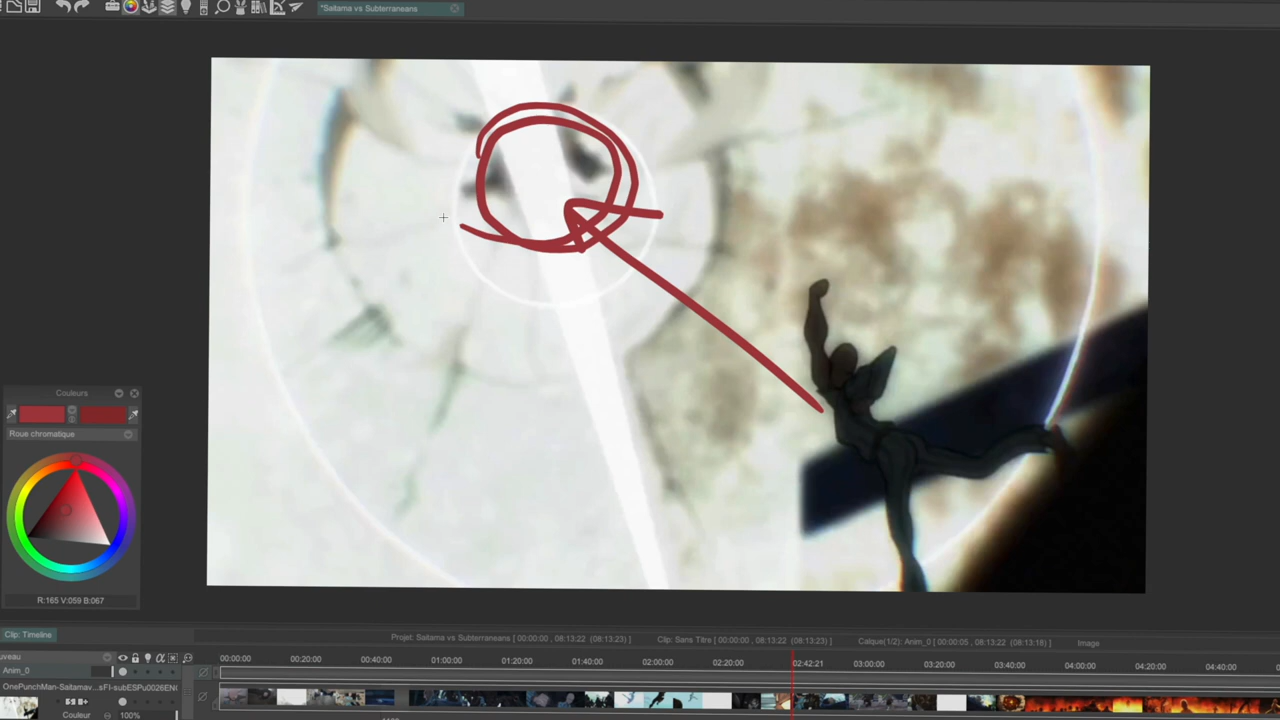 *Saitama vs Subterraneans
Couleurs
Roue chromatique
R:165 V:059 B:067
Clip: Timeline
Projet: Saitama vs Subterraneans [ 00:00:00 , 08:13:22 (08:13:23) ]
Clip: Sans Titre [ 00:00:00 , 08:13:22 (08:13:23) ]
Calque(1/2): Anim_0 [ 00:00:05 , 08:13:22 (08:13:18) ]
Image
uveau
00:00:00 00:20:00 00:40:00 01:00:00 01:20:00 01:40:00 02:00:00 02:20:00 02:42:21 03:00:00 03:20:00 03:40:00 04:00:00 04:20:00 04:40:00
Anim_0
OnePunchMan-Saitamav...sFI-subESPu0026EN(
Couleur 100%